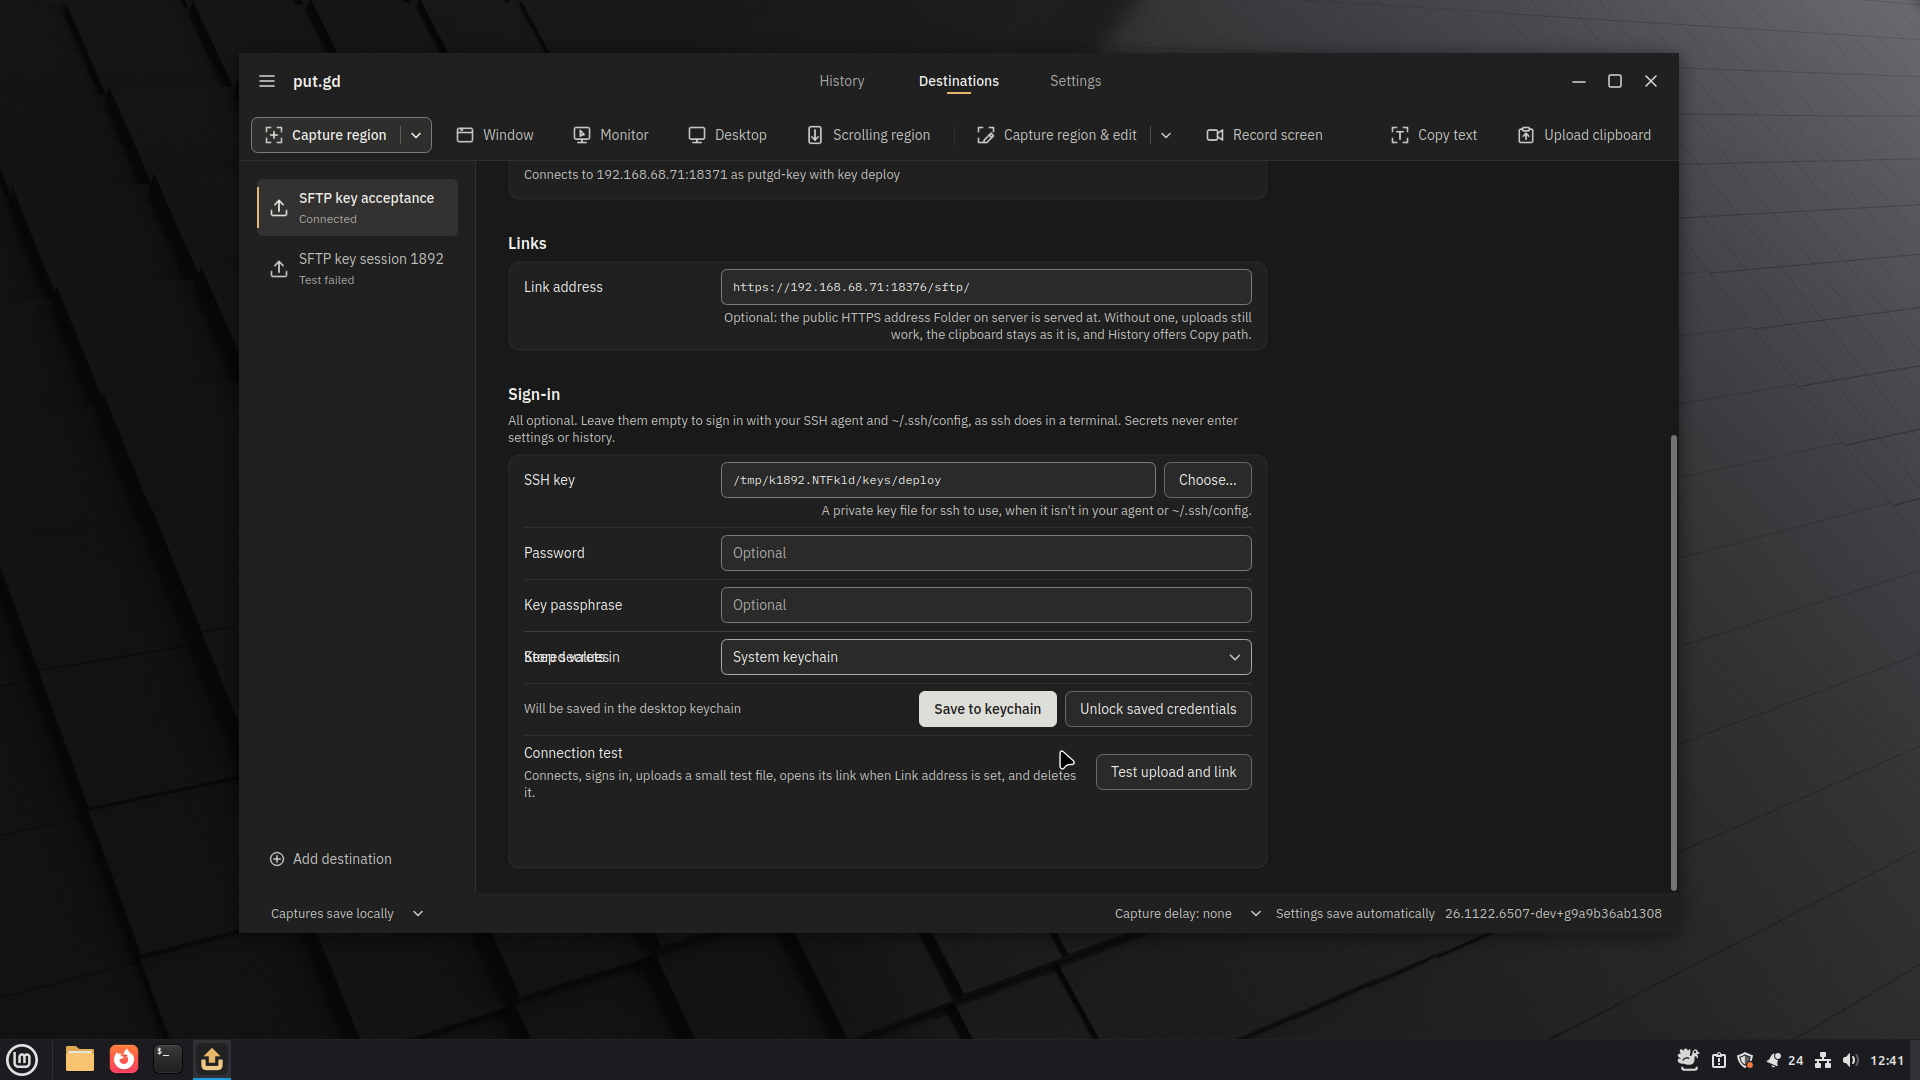 put.gd
History
Destinations
Settings
Capture region
Window
Monitor
Desktop
Scrolling region
Capture region & edit
Record screen
Copy text
Upload clipboard
SFTP key acceptance
Connected
SFTP key session 1892
Test failed
Add destination
Connects to 192.168.68.71:18371 as putgd-key with key deploy
Links
Link address
https://192.168.68.71:18376/sftp/
Optional: the public HTTPS address Folder on server is served at. Without one, uploads still
work, the clipboard stays as it is, and History offers Copy path.
Sign-in
All optional. Leave them empty to sign in with your SSH agent and ~/.ssh/config, as ssh does in a terminal. Secrets never enter
settings or history.
SSH key
/tmp/k1892.NTFkld/keys/deploy
Choose...
A private key file for ssh to use, when it isn't in your agent or ~/.ssh/config.
Password
Optional
Key passphrase
Optional
System keychain
Will be saved in the desktop keychain
Save to keychain
Unlock saved credentials
Connection test
Connects, signs in, uploads a small test file, opens its link when Link address is set, and deletes
it.
Test upload and link
Captures save locally
Capture delay: none
Settings save automatically
26.1122.6507-dev+g9a9b36ab1308
24
12:41